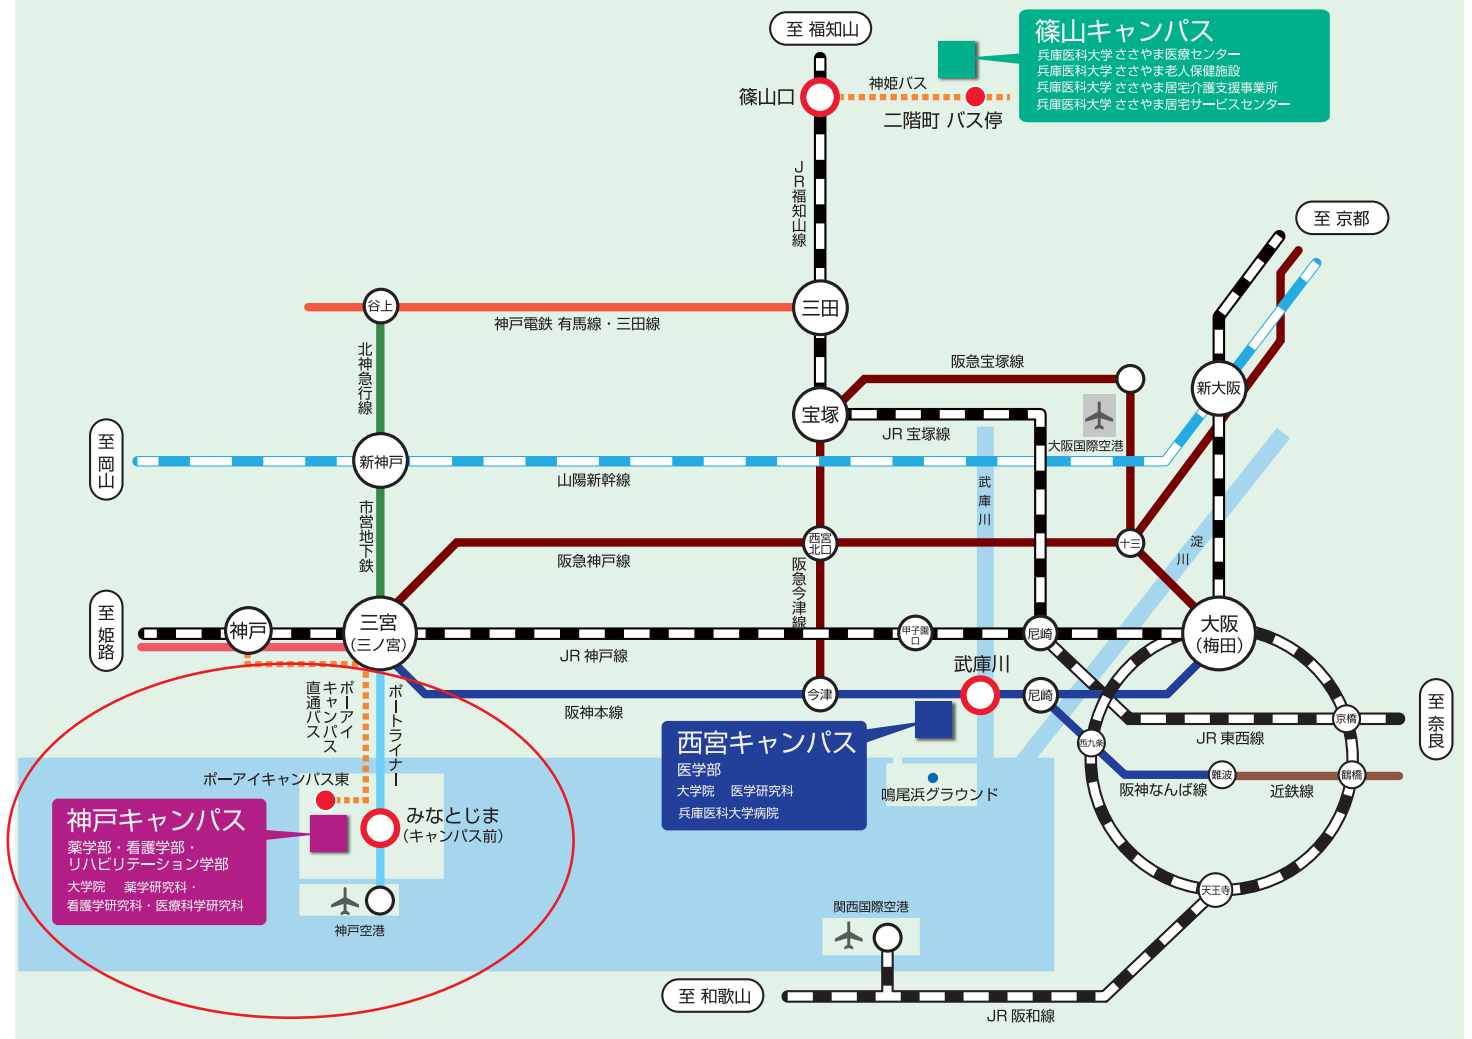 至 福知山
篠山キャンパス
兵庫医科大学 ささやま医療センター
兵庫医科大学 ささやま老人保健施設
兵庫医科大学 ささやま居宅介護支援事業所
兵庫医科大学 ささやま居宅サービスセンター
神姫バス
篠山口
二階町 バス停
JR福知山線
至 京都
谷上
三田
神戸電鉄 有馬線・三田線
北神急行線
阪急宝塚線
新大阪
宝塚
JR 宝塚線
大阪国際空港
至 岡山
新神戸
山陽新幹線
武庫川
市営地下鉄
西宮北口
十三
淀川
阪急神戸線
阪急今津線
至 姫路
神戸
三宮
(三ノ宮)
甲子園口
尼崎
大阪
(梅田)
JR 神戸線
武庫川
ポーアイキャンパス直通バス
ポートライナー
今津
尼崎
阪神本線
京橋
至 奈良
JR 東西線
西九条
西宮キャンパス
医学部
大学院 医学研究科
兵庫医科大学病院
ポーアイキャンパス東
難波
鶴橋
阪神なんば線
近鉄線
鳴尾浜グラウンド
神戸キャンパス
薬学部・看護学部・
リハビリテーション学部
大学院 薬学研究科・
看護学研究科・医療科学研究科
みなとじま
(キャンパス前)
神戸空港
天王寺
関西国際空港
至 和歌山
JR 阪和線